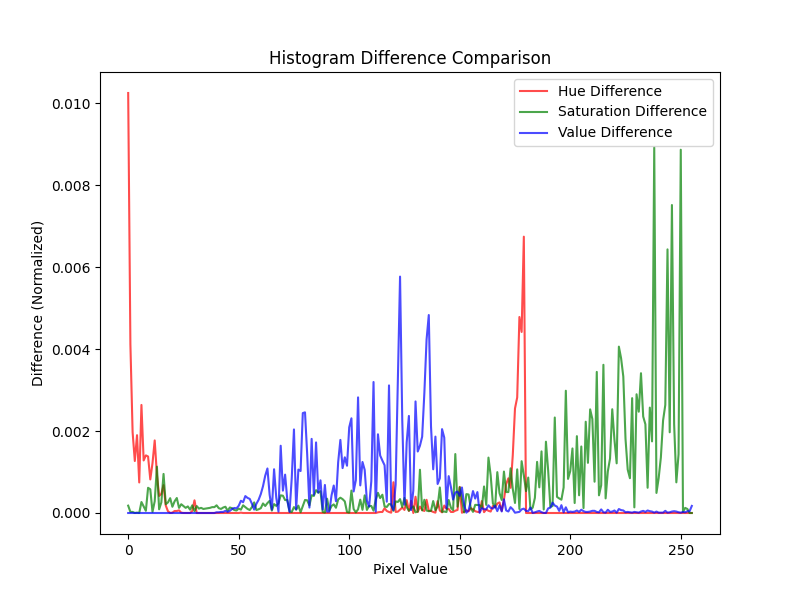 Histogram Difference Comparison
Hue Difference
Saturation Difference
Value Difference
Difference (Normalized)
0.010
0.008
0.006
0.004
0.002
0.000
0 50 100 150 200 250
Pixel Value